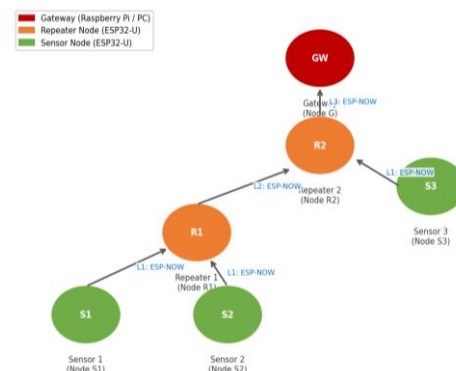 Gateway (Raspberry Pi / PC)
Repeater Node (ESP32-U)
Sensor Node (ESP32-U)
GW
L3: ESP-NOW
(Node G)
R2
L1: ESP-NOW
S3
L2: ESP-NOW
Repeater 2
(Node R2)
Sensor 3
(Node S3)
R1
L1: ESP-NOW
L1: ESP-NOW
Repeater 1
(Node R1)
S1
S2
Sensor 1
(Node S1)
Sensor 2
(Node S2)